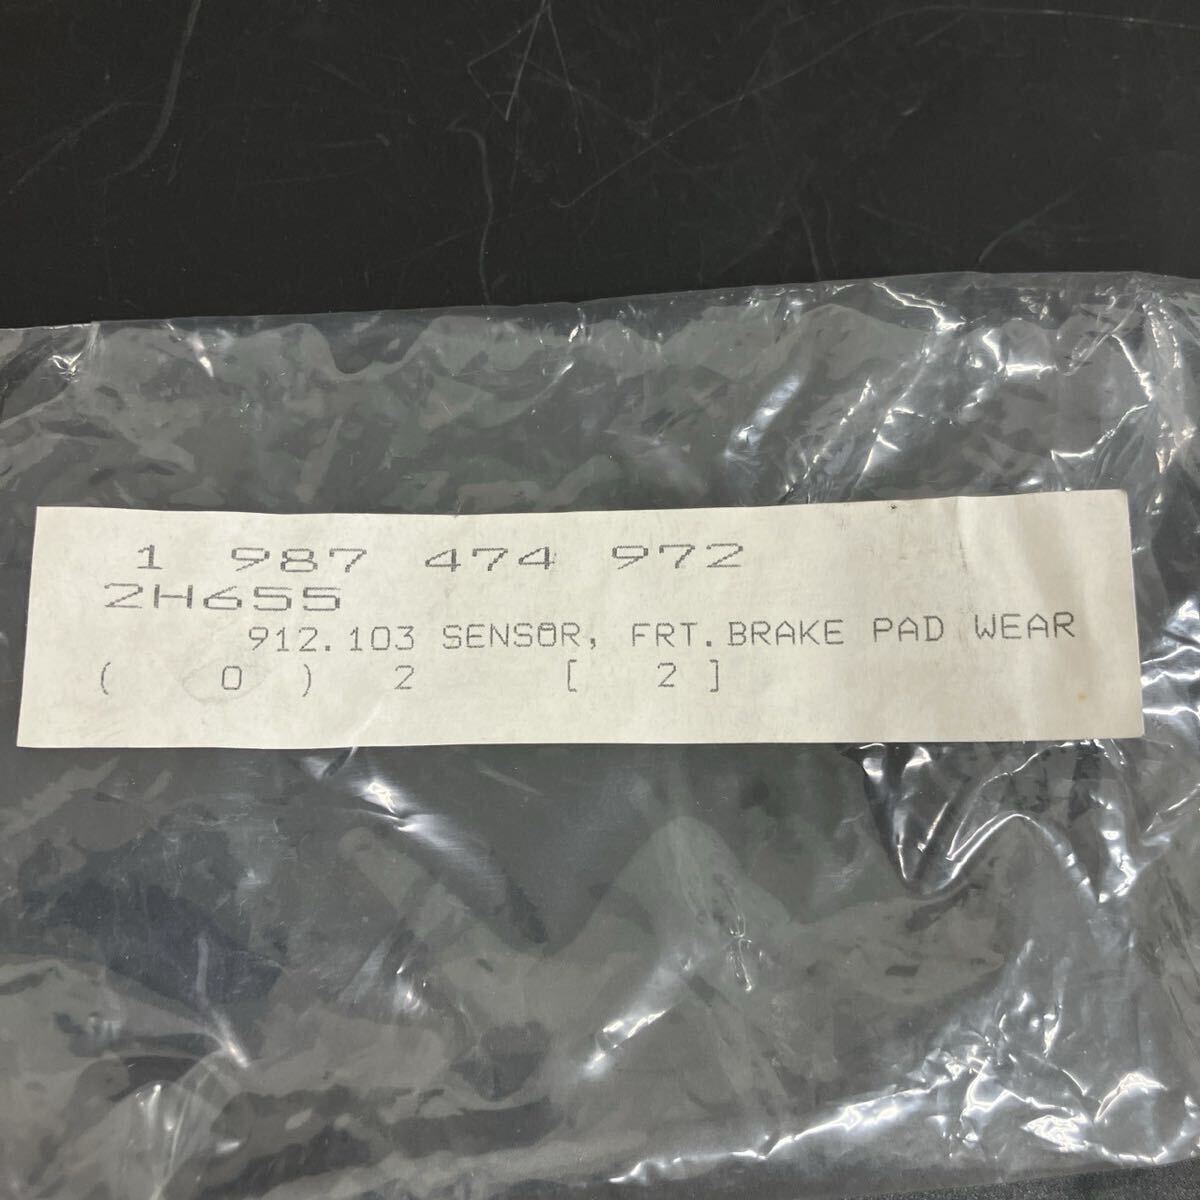 1 987 474 972
2H655
912.103 SENSOR, FRT.BRAKE PAD WEAR
( 0 ) 2 [ 2 ]